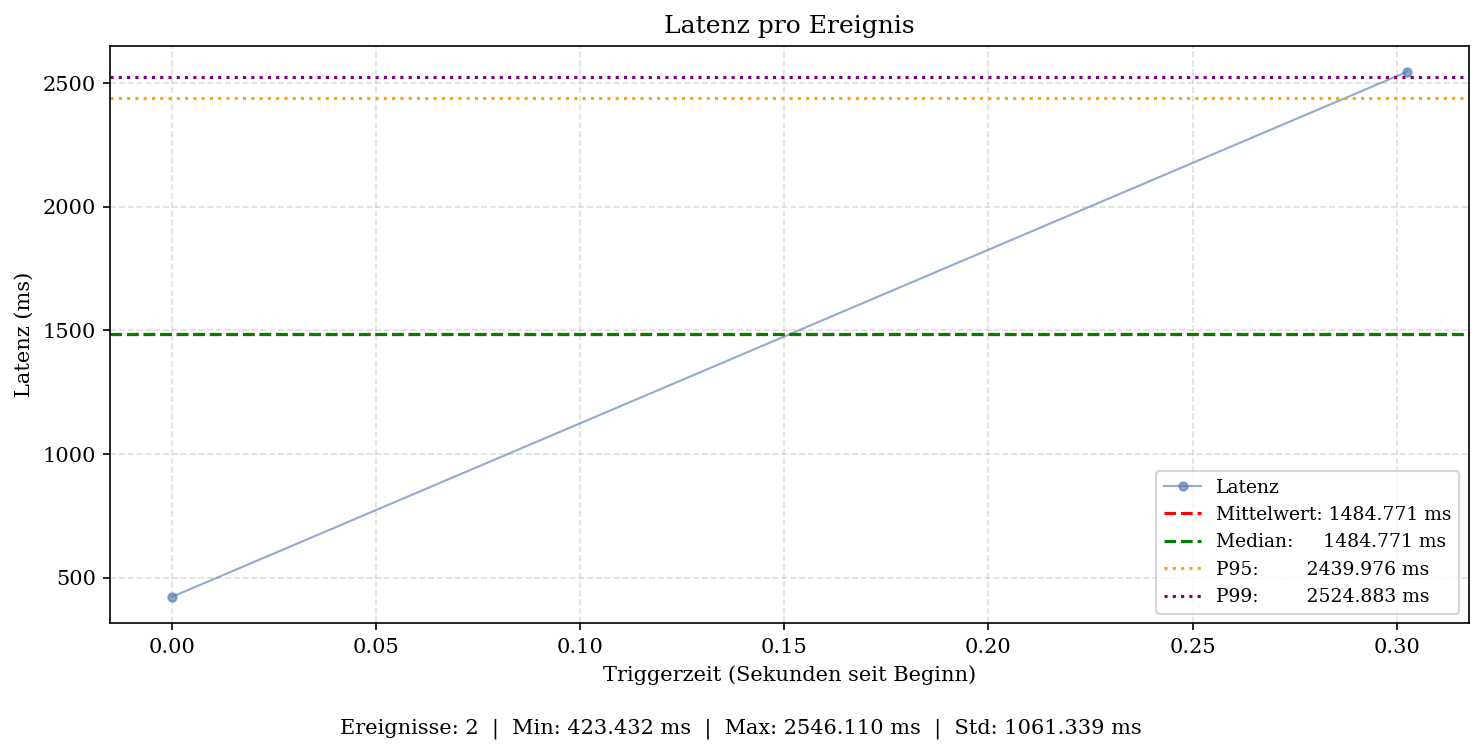 Latenz pro Ereignis
Latenz (ms)
2500
2000
1500
1000
500
Latenz
Mittelwert: 1484.771 ms
Median: 1484.771 ms
P95: 2439.976 ms
P99: 2524.883 ms
0.00 0.05 0.10 0.15 0.20 0.25 0.30
Triggerzeit (Sekunden seit Beginn)
Ereignisse: 2 | Min: 423.432 ms | Max: 2546.110 ms | Std: 1061.339 ms